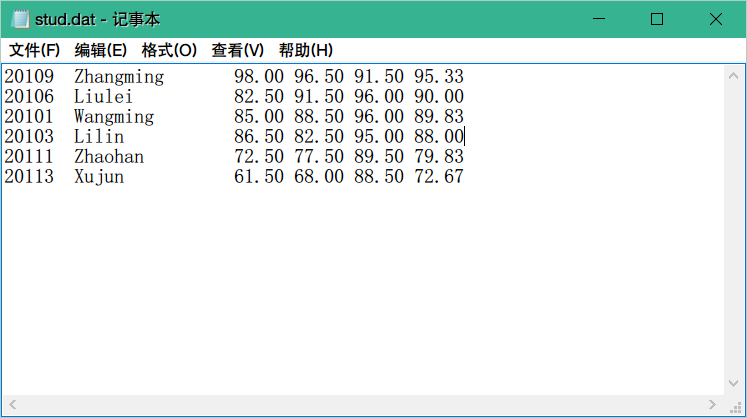 stud.dat - 记事本
文件(F) 编辑(E) 格式(O) 查看(V) 帮助(H)
20109  Zhangming       98.00 96.50 91.50 95.33
20106  Liulei          82.50 91.50 96.00 90.00
20101  Wangming        85.00 88.50 96.00 89.83
20103  Lilin           86.50 82.50 95.00 88.00
20111  Zhaohan         72.50 77.50 89.50 79.83
20113  Xujun           61.50 68.00 88.50 72.67